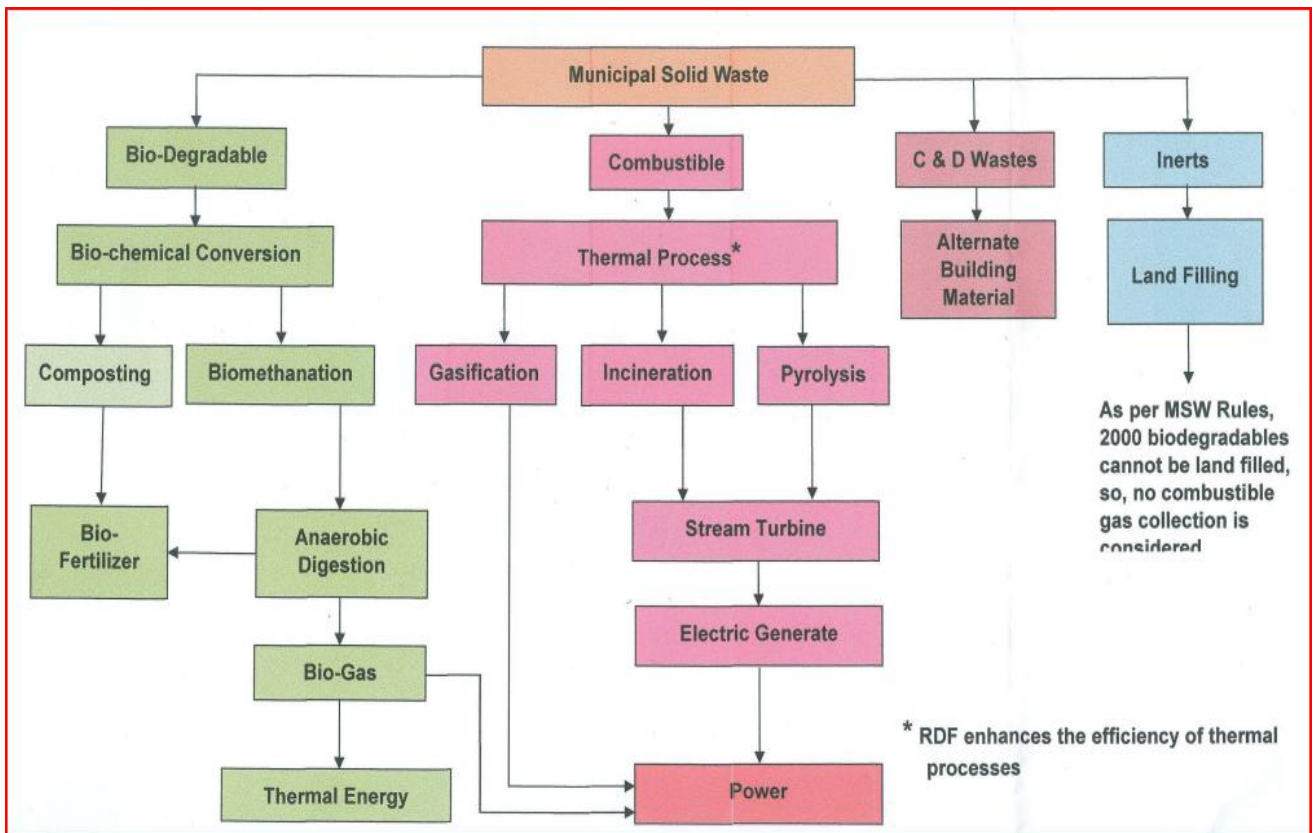 Municipal Solid Waste
Bio-Degradable
Combustible
C & D Wastes
Inerts
Bio-chemical Conversion
Thermal Process*
Alternate
Building
Material
Land Filling
Composting
Biomethanation
Gasification
Incineration
Pyrolysis
As per MSW Rules,
2000 biodegradables
cannot be land filled,
so, no combustible
gas collection is
considered
Bio-
Fertilizer
Anaerobic
Digestion
Stream Turbine
Electric Generate
Bio-Gas
* RDF enhances the efficiency of thermal
processes
Thermal Energy
Power